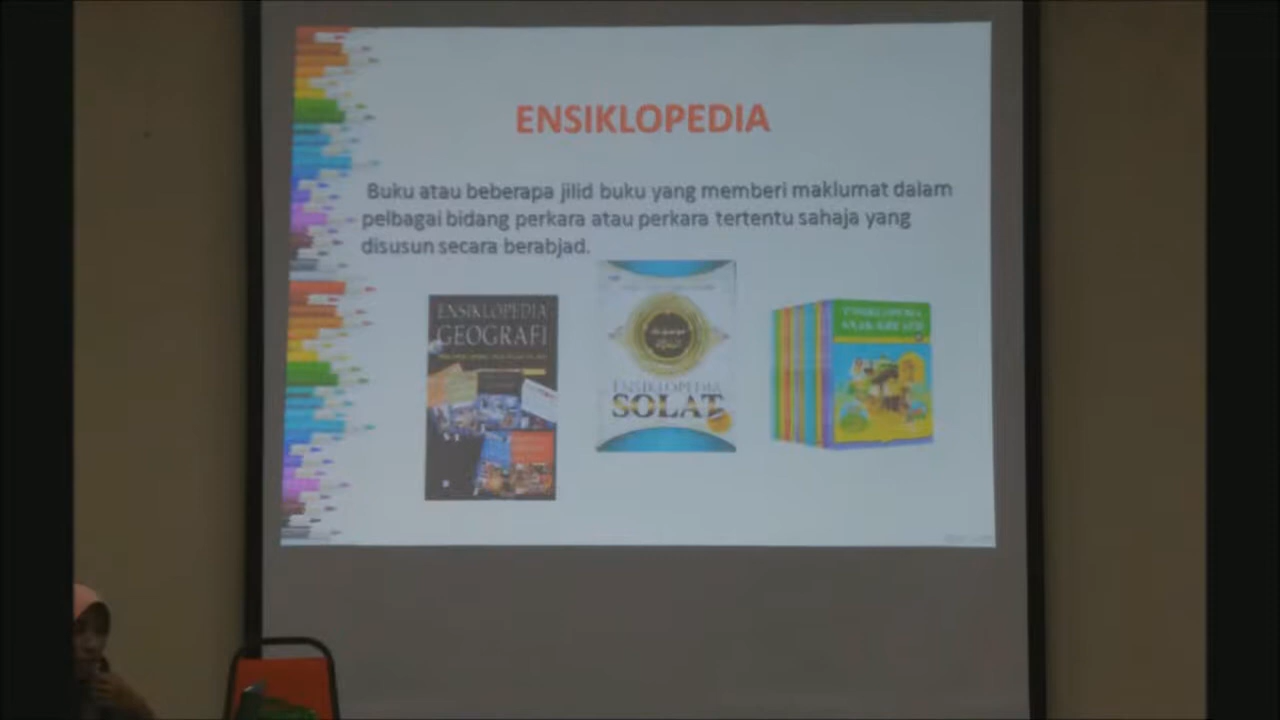 ENSIKLOPEDIA
Buku atau beberapa jilid buku yang memberi maklumat dalam
pelbagai bidang perkara atau perkara tertentu sahaja yang
disusun secara berabjad.
ENSIKLOPEDIA
GEOGRAFI
ENSIKLOPEDIA
SOLAT
ENSIKLOPEDIA